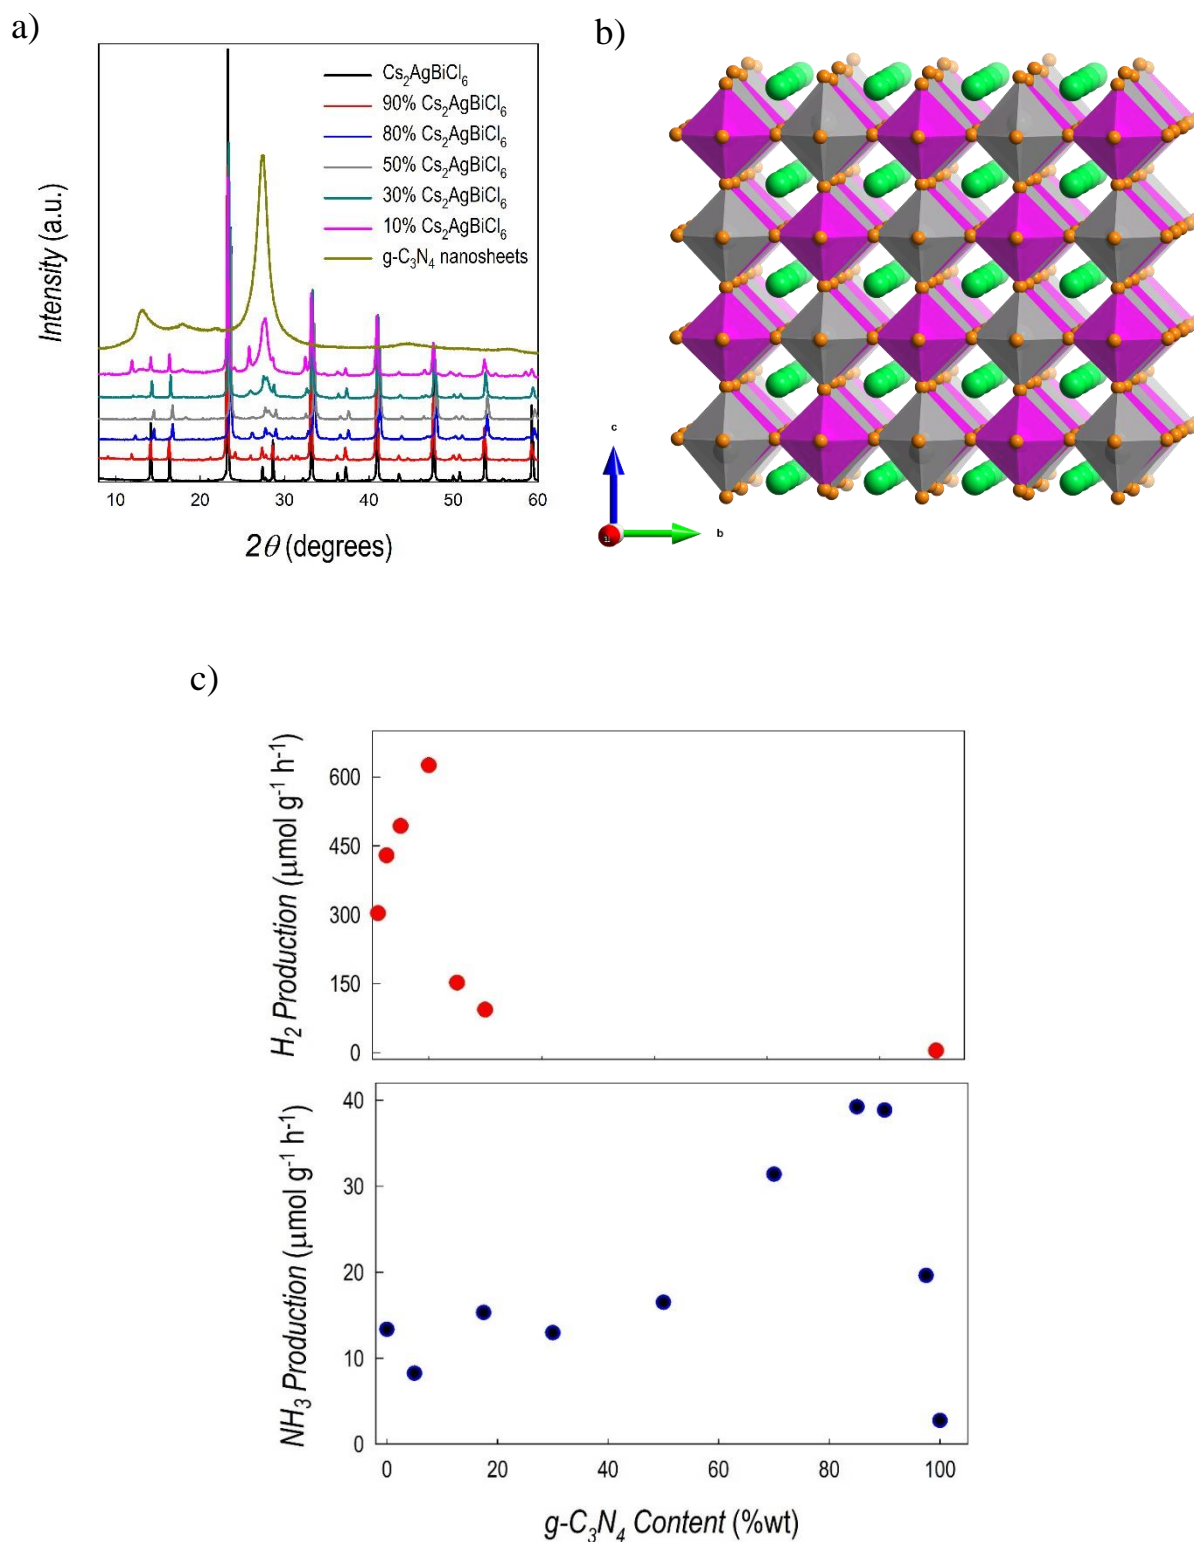 a)
Intensity (a.u.)
Cs₂AgBiCl₆
90% Cs₂AgBiCl₆
80% Cs₂AgBiCl₆
50% Cs₂AgBiCl₆
30% Cs₂AgBiCl₆
10% Cs₂AgBiCl₆
g-C₃N₄ nanosheets
10 20 30 40 50 60
2θ (degrees)
b)
c
b
c)
H₂ Production (μmol g⁻¹ h⁻¹)
600
450
300
150
0
NH₃ Production (μmol g⁻¹ h⁻¹)
40
30
20
10
0
0 20 40 60 80 100
g-C₃N₄ Content (%wt)